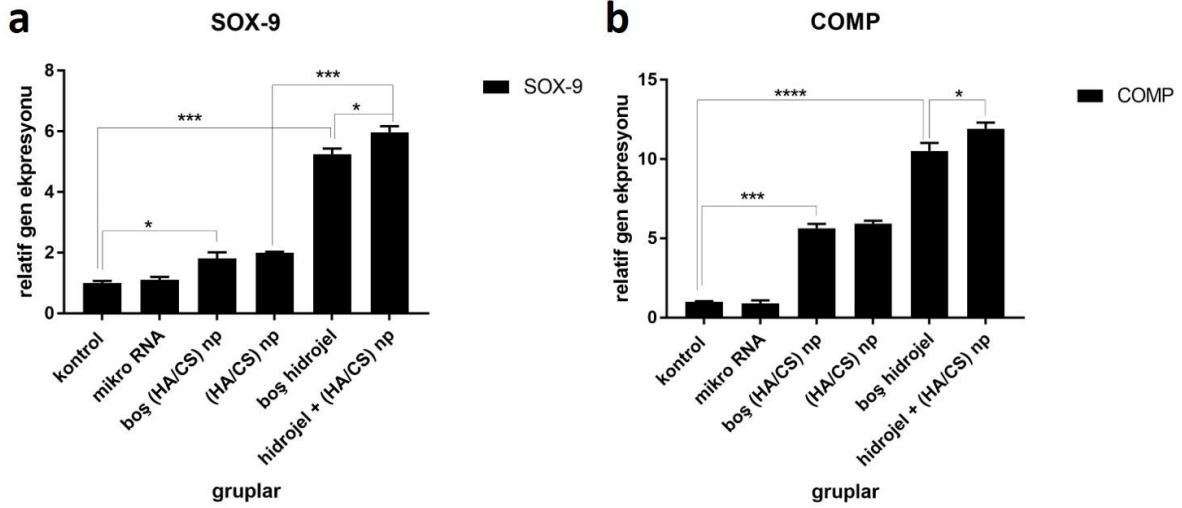 a
SOX-9
relatif gen ekpresyonu
8
6
4
2
0
***
***
*
*
SOX-9
kontrol
mikro RNA
boş (HA/CS) np
(HA/CS) np
boş hidrojel
hidrojel + (HA/CS) np
gruplar
b
COMP
relatif gen ekpresyonu
15
10
5
0
****
*
***
COMP
kontrol
mikro RNA
boş (HA/CS) np
(HA/CS) np
boş hidrojel
hidrojel + (HA/CS) np
gruplar